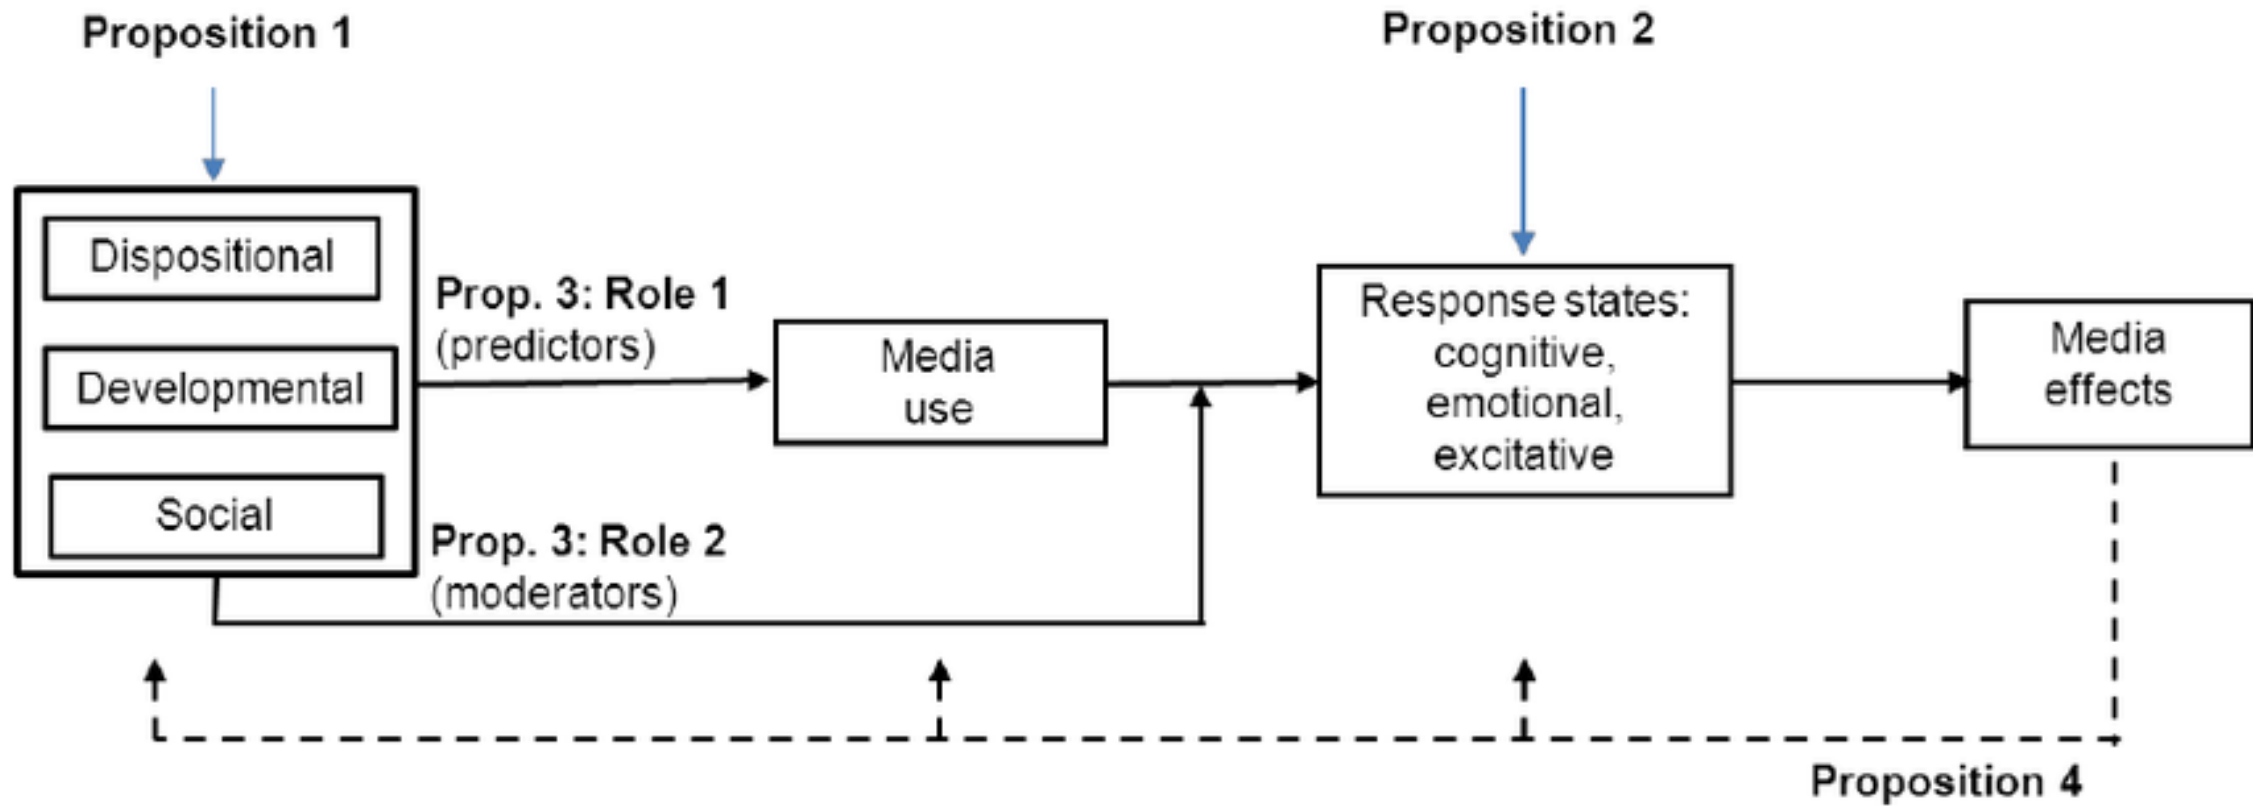 Proposition 1
Proposition 2
Dispositional
Developmental
Social
Prop. 3: Role 1
(predictors)
Prop. 3: Role 2
(moderators)
Media
use
Response states:
cognitive,
emotional,
excitative
Media
effects
Proposition 4